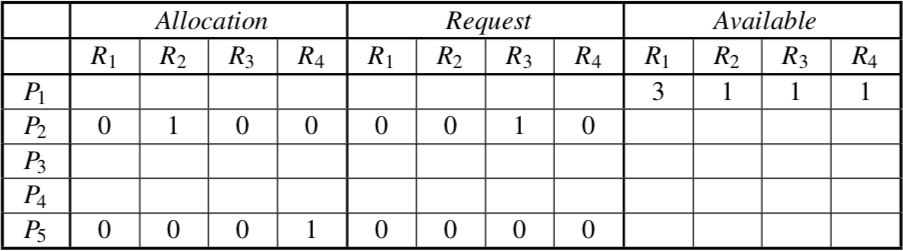 Allocation Request Available
R1 R2 R3 R4 R1 R2 R3 R4 R1 R2 R3 R4
P1 3 1 1 1
P2 0 1 0 0 0 0 1 0
P3
P4
P5 0 0 0 1 0 0 0 0